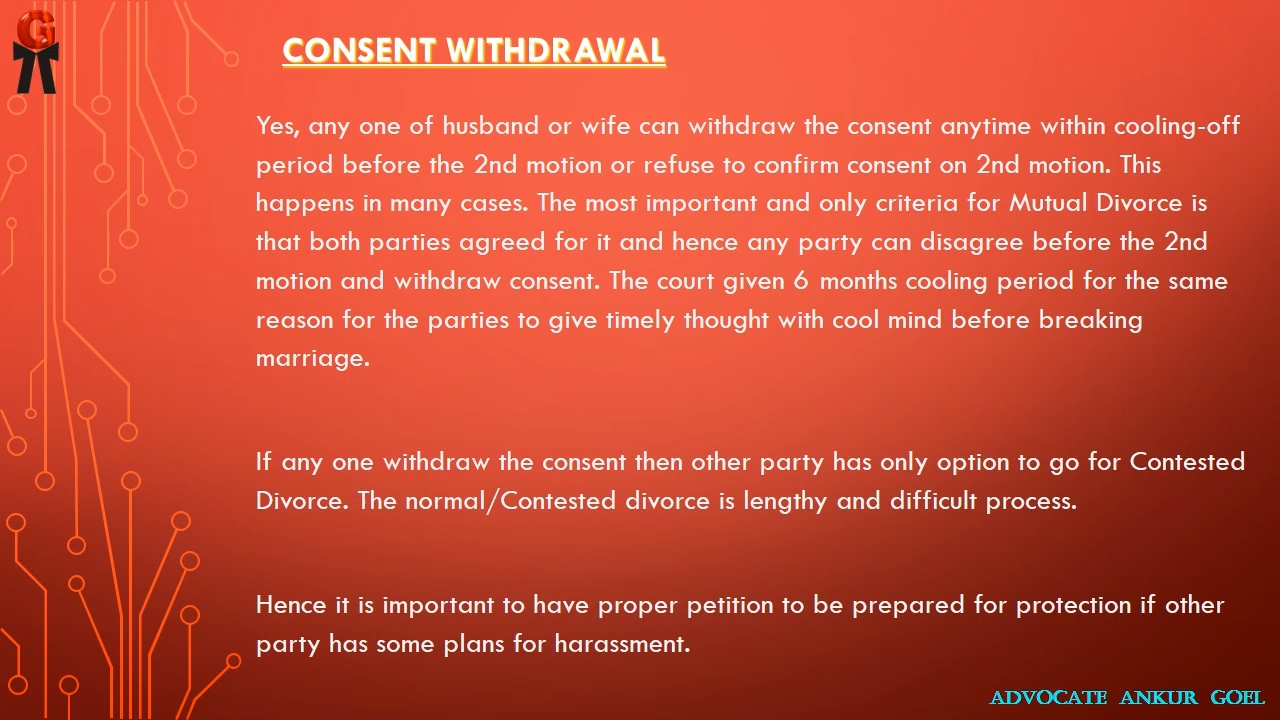 G
CONSENT WITHDRAWAL
Yes, any one of husband or wife can withdraw the consent anytime within cooling-off
period before the 2nd motion or refuse to confirm consent on 2nd motion. This
happens in many cases. The most important and only criteria for Mutual Divorce is
that both parties agreed for it and hence any party can disagree before the 2nd
motion and withdraw consent. The court given 6 months cooling period for the same
reason for the parties to give timely thought with cool mind before breaking
marriage.
If any one withdraw the consent then other party has only option to go for Contested
Divorce. The normal/Contested divorce is lengthy and difficult process.
Hence it is important to have proper petition to be prepared for protection if other
party has some plans for harassment.
ADVOCATE ANKUR GOEL